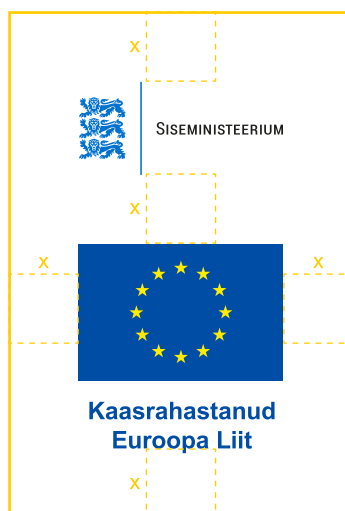 x
SISEMINISTEERIUM
x
x
x
Kaasrahastanud
Euroopa Liit
x